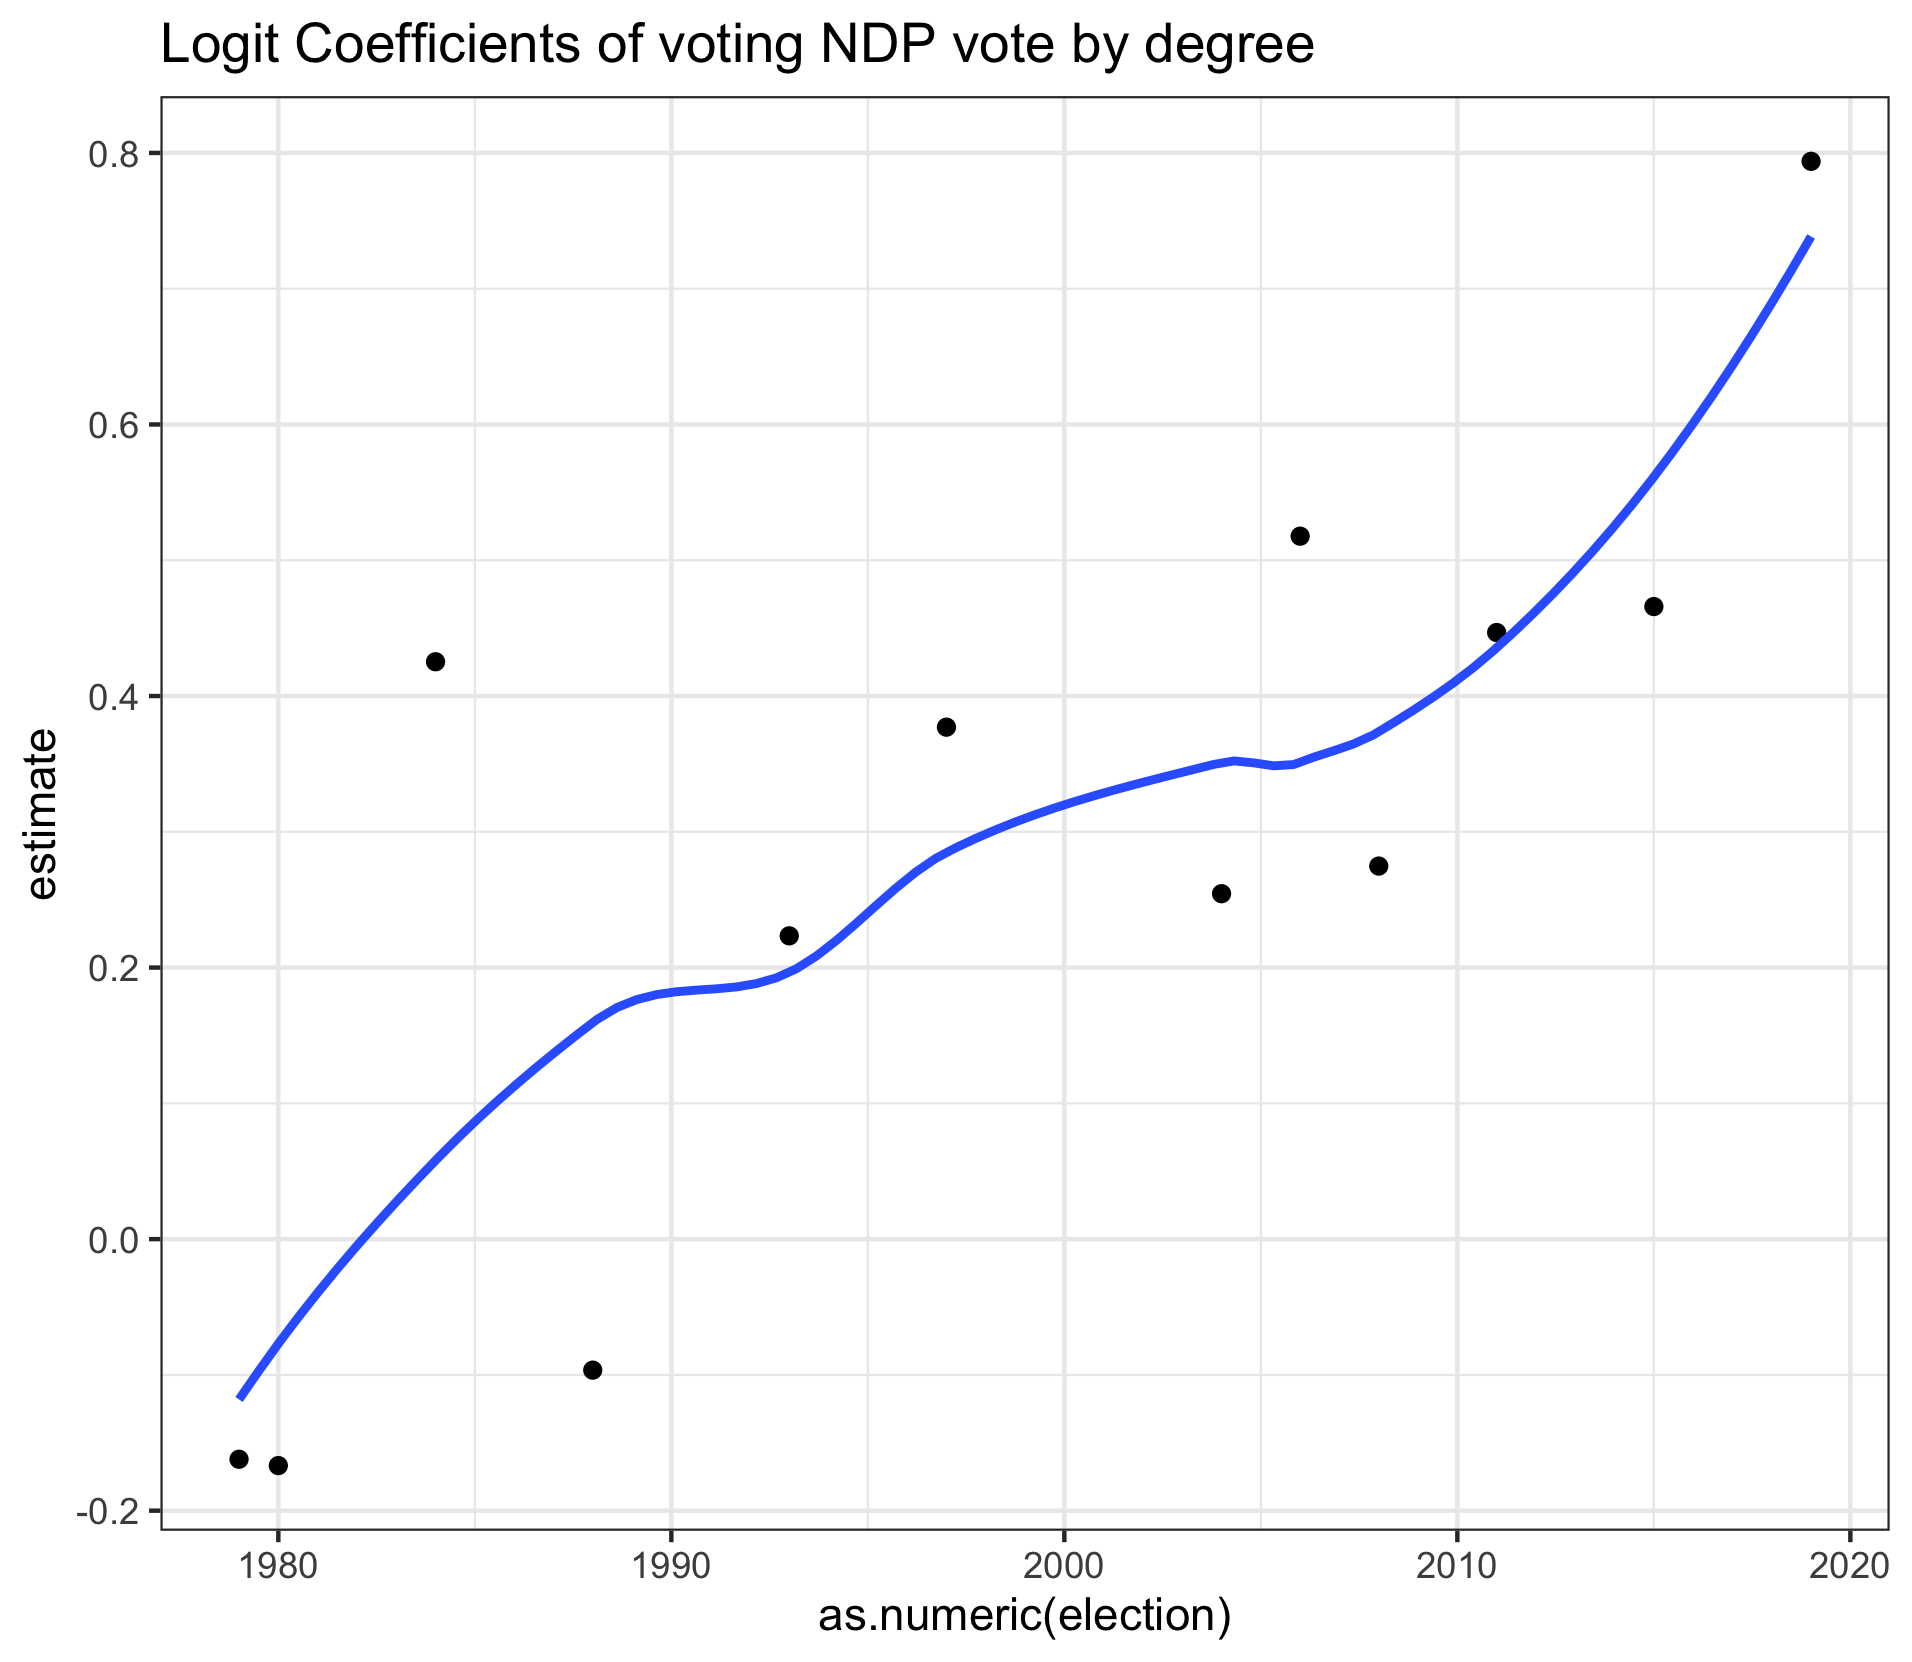 Logit Coefficients of voting NDP vote by degree
estimate
0.8
0.6
0.4
0.2
0.0
-0.2
1980 1990 2000 2010 2020
as.numeric(election)